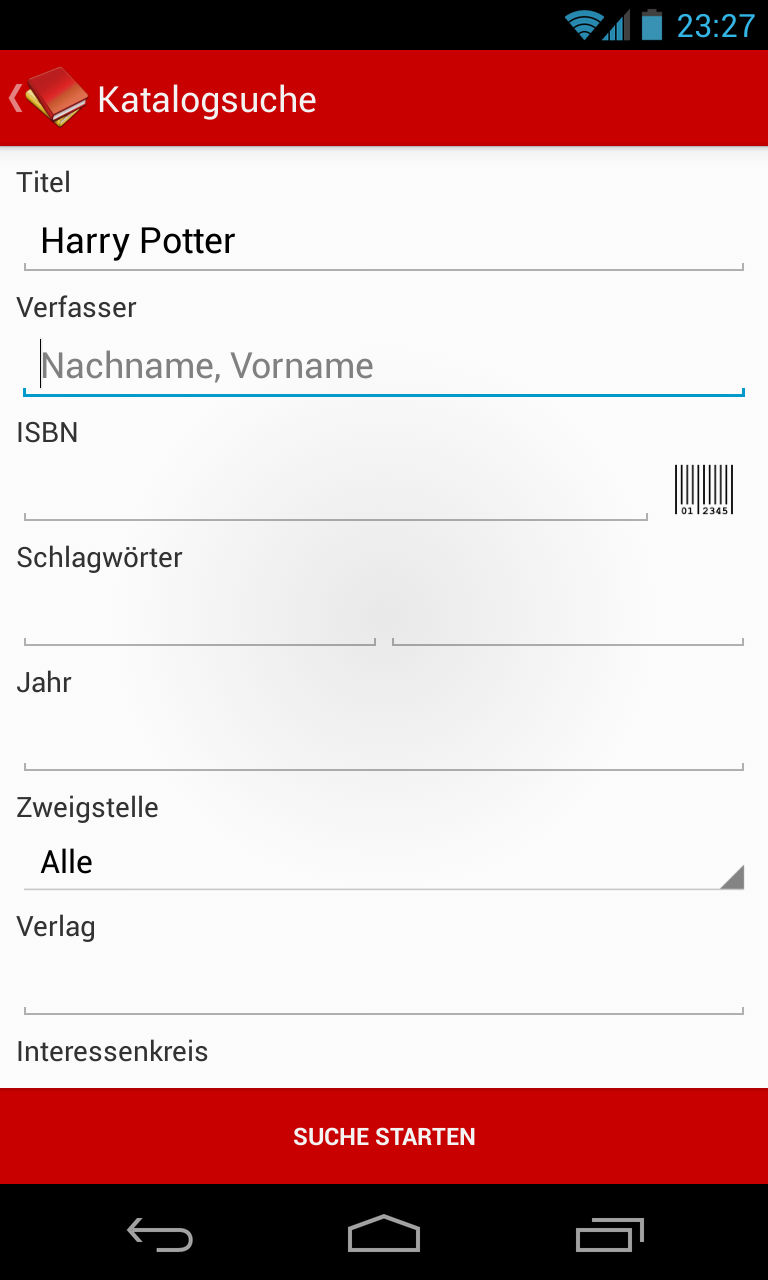 23:27
Katalogsuche
Titel
Harry Potter
Verfasser
Nachname, Vorname
ISBN
01 2345
Schlagwörter
Jahr
Zweigstelle
Alle
Verlag
Interessenkreis
SUCHE STARTEN